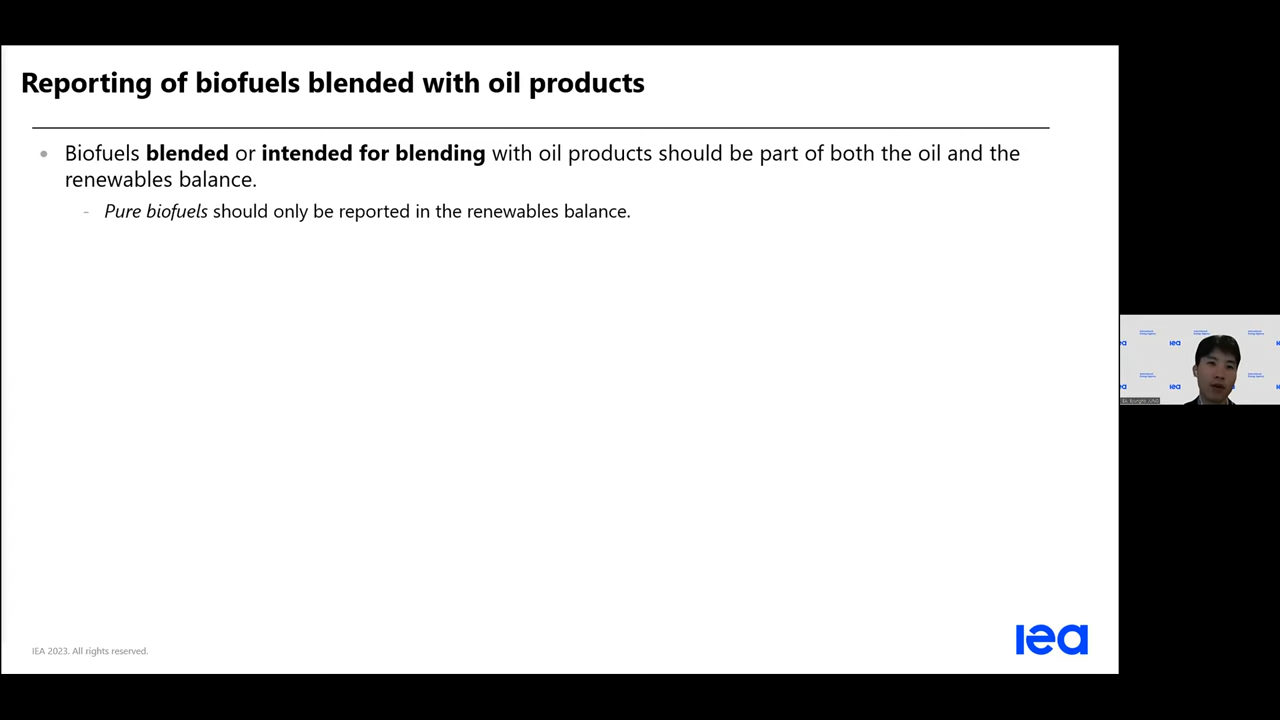 Reporting of biofuels blended with oil products
• Biofuels blended or intended for blending with oil products should be part of both the oil and the
renewables balance.
- Pure biofuels should only be reported in the renewables balance.
IEA 2023. All rights reserved.
iea
iea
iea